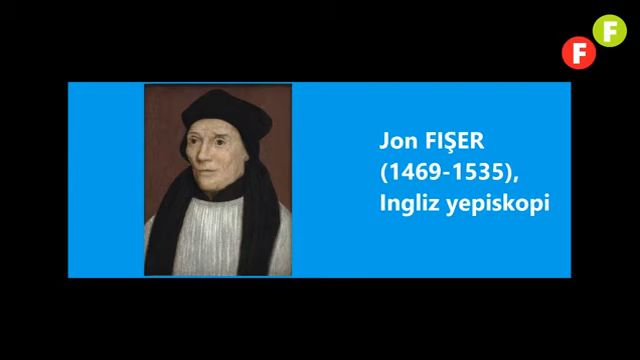 F
F
Jon FIŞER
(1469-1535),
Ingliz yepiskopi